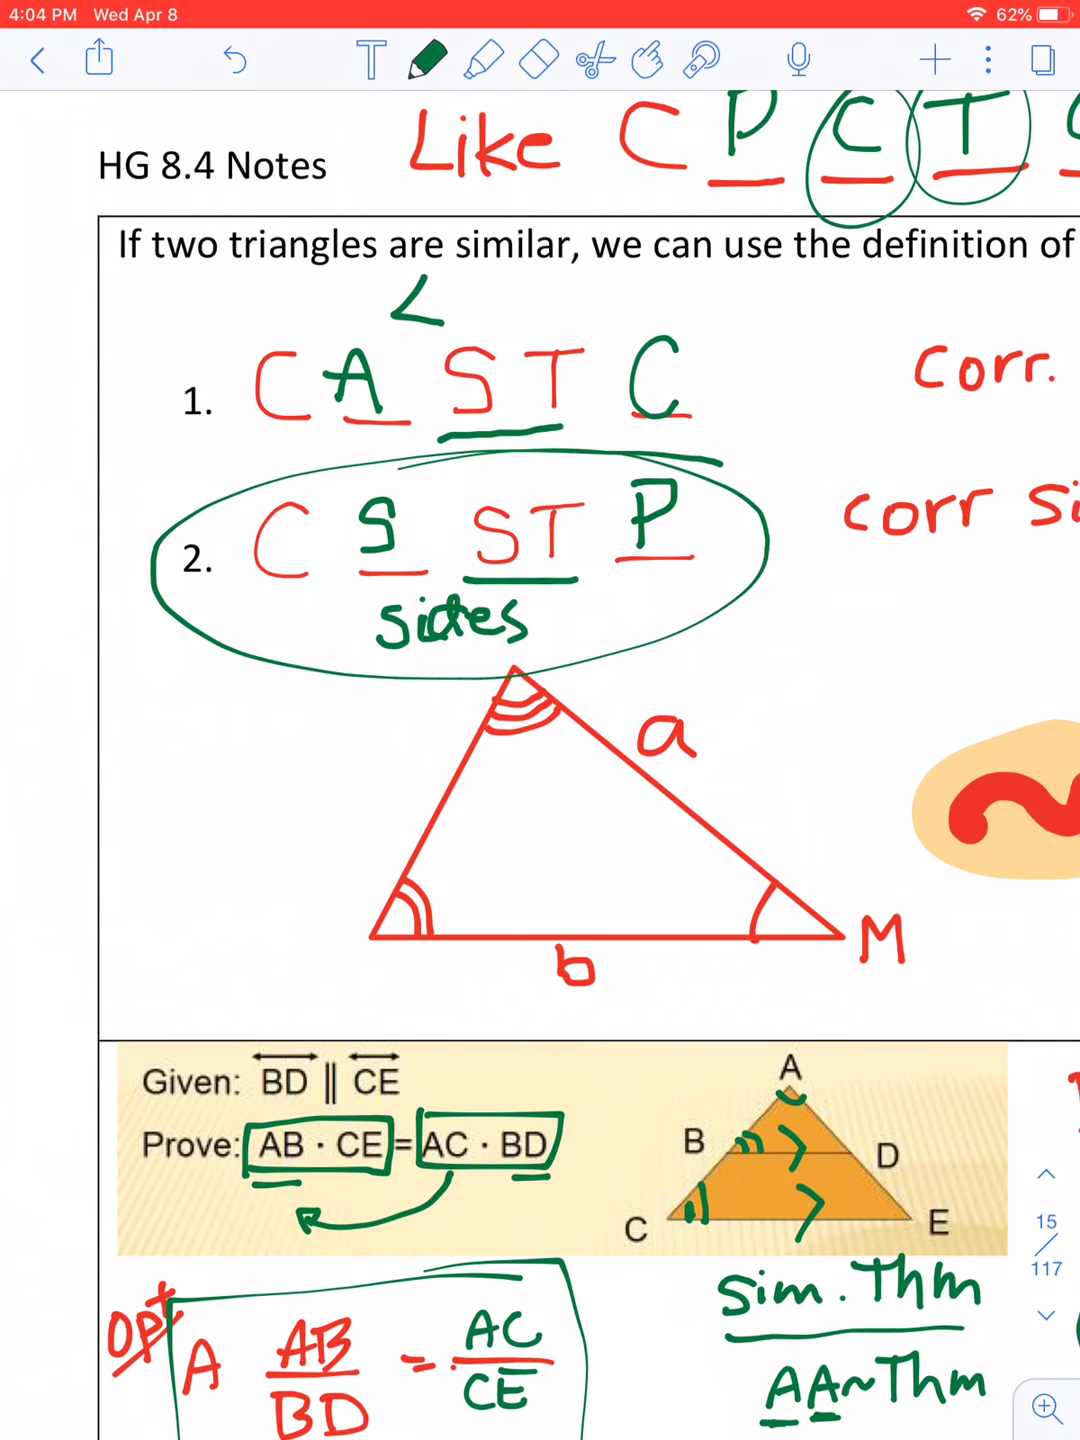 4:04 PM Wed Apr 8 62%
T
Like C P C T
HG 8.4 Notes
If two triangles are similar, we can use the definition of
<
1. C A S T C
corr.
2. C S S T P
corr si
sides
a
M
b
Given: BD || CE
Prove: AB · CE = AC · BD
A
B
D
C
E
15
117
Sim. Thm
opt
A AB/BD = AC/CE
AA~Thm